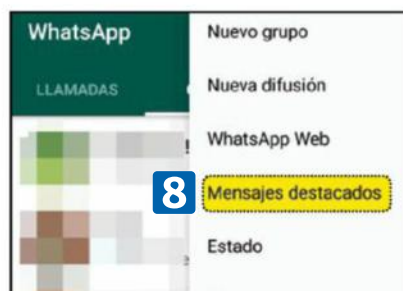 WhatsApp
Nuevo grupo
LLAMADAS
Nueva difusión
WhatsApp Web
8
Mensajes destacados
Estado